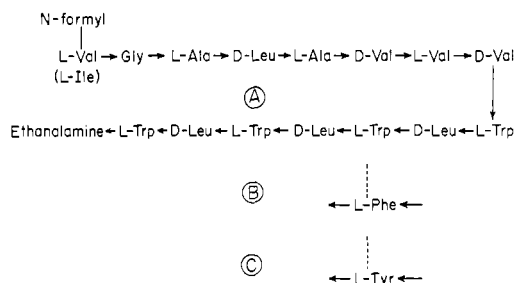 N-formyl
L-Val→Gly→L-Ala→D-Leu→L-Ala→D-Val→L-Val→D-Val
(L-Ile)
A
Ethanalamine←L-Trp←D-Leu←L-Trp←D-Leu←L-Trp←D-Leu←L-Trp
B
←L-Phe←
C
←L-Tyr←